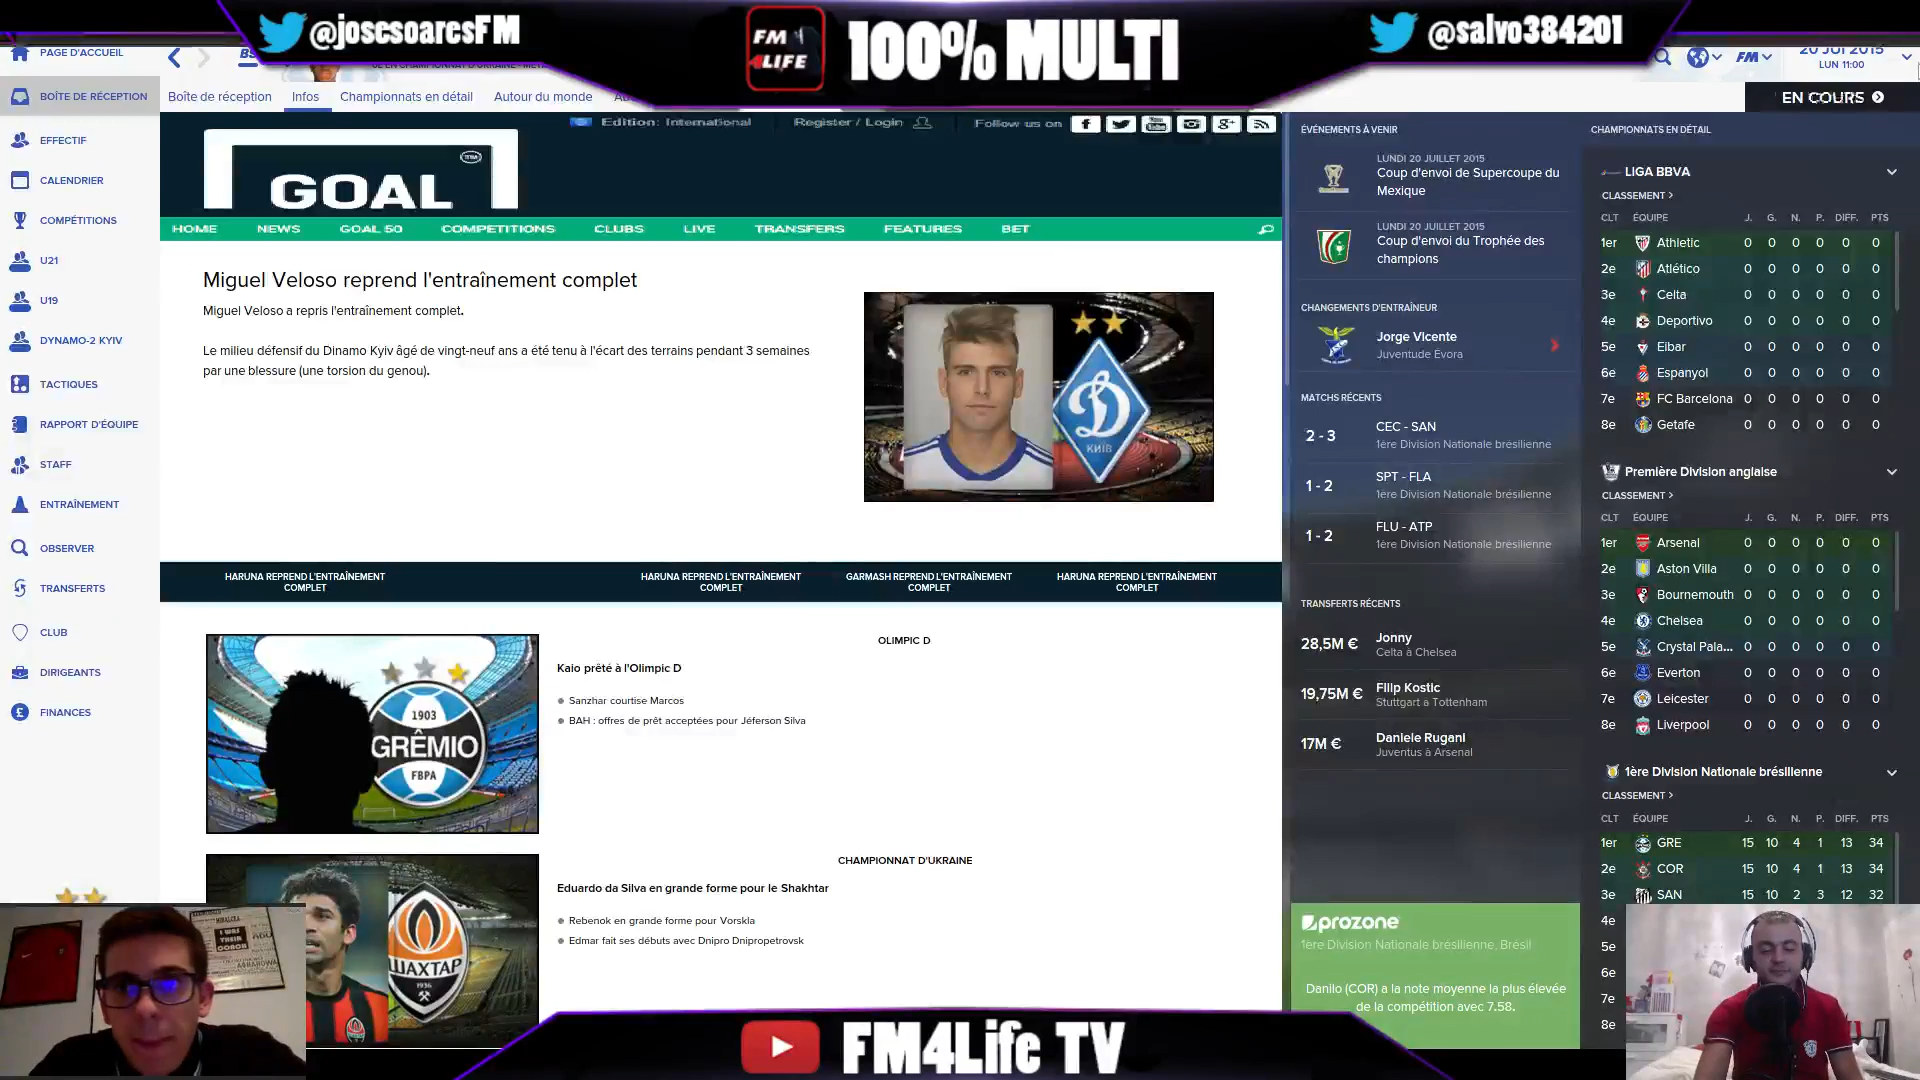 @josesoaresFM
FM
4LIFE
100% MULTI
@salvo384201
PAGE D'ACCUEIL
BOÎTE DE RÉCEPTION
EFFECTIF
CALENDRIER
COMPÉTITIONS
U21
U19
DYNAMO-2 KYIV
TACTIQUES
RAPPORT D'ÉQUIPE
STAFF
ENTRAÎNEMENT
OBSERVER
TRANSFERTS
CLUB
DIRIGEANTS
FINANCES
Boîte de réception
Infos
Championnats en détail
Autour du monde
FM
20 JUI 2015
LUN 11:00
EN COURS
Edition: International
Register / Login
Follow us on
GOAL
HOME NEWS GOAL 50 COMPETITIONS CLUBS LIVE TRANSFERS FEATURES BET
Miguel Veloso reprend l'entraînement complet
Miguel Veloso a repris l'entraînement complet.
Le milieu défensif du Dinamo Kyiv âgé de vingt-neuf ans a été tenu à l'écart des terrains pendant 3 semaines
par une blessure (une torsion du genou).
КИЇВ
HARUNA REPREND L'ENTRAÎNEMENT
COMPLET
HARUNA REPREND L'ENTRAÎNEMENT
COMPLET
GARMASH REPREND L'ENTRAÎNEMENT
COMPLET
HARUNA REPREND L'ENTRAÎNEMENT
COMPLET
1903
GRÊMIO
FBPA
OLIMPIC D
Kaio prêté à l'Olimpic D
Sanzhar courtise Marcos
BAH : offres de prêt acceptées pour Jéferson Silva
ШАХТАР
1936
CHAMPIONNAT D'UKRAINE
Eduardo da Silva en grande forme pour le Shakhtar
Rebenok en grande forme pour Vorskla
Edmar fait ses débuts avec Dnipro Dnipropetrovsk
ÉVÉNEMENTS À VENIR
LUNDI 20 JUILLET 2015
Coup d'envoi de Supercoupe du
Mexique
LUNDI 20 JUILLET 2015
Coup d'envoi du Trophée des
champions
CHANGEMENTS D'ENTRAÎNEUR
Jorge Vicente
Juventude Évora
MATCHS RÉCENTS
2 - 3 CEC - SAN
1ère Division Nationale brésilienne
1 - 2 SPT - FLA
1ère Division Nationale brésilienne
1 - 2 FLU - ATP
1ère Division Nationale brésilienne
TRANSFERTS RÉCENTS
28,5M € Jonny
Celta à Chelsea
19,75M € Filip Kostic
Stuttgart à Tottenham
17M € Daniele Rugani
Juventus à Arsenal
prozone
1ère Division Nationale brésilienne, Brésil
Danilo (COR) a la note moyenne la plus élevée
de la compétition avec 7.58.
CHAMPIONNATS EN DÉTAIL
LIGA BBVA
CLASSEMENT >
CLT ÉQUIPE J. G. N. P. DIFF. PTS
1er Athletic 0 0 0 0 0 0
2e Atlético 0 0 0 0 0 0
3e Celta 0 0 0 0 0 0
4e Deportivo 0 0 0 0 0 0
5e Eibar 0 0 0 0 0 0
6e Espanyol 0 0 0 0 0 0
7e FC Barcelona 0 0 0 0 0 0
8e Getafe 0 0 0 0 0 0
Première Division anglaise
CLASSEMENT >
CLT ÉQUIPE J. G. N. P. DIFF. PTS
1er Arsenal 0 0 0 0 0 0
2e Aston Villa 0 0 0 0 0 0
3e Bournemouth 0 0 0 0 0 0
4e Chelsea 0 0 0 0 0 0
5e Crystal Pala... 0 0 0 0 0 0
6e Everton 0 0 0 0 0 0
7e Leicester 0 0 0 0 0 0
8e Liverpool 0 0 0 0 0 0
1ère Division Nationale brésilienne
CLASSEMENT >
CLT ÉQUIPE J. G. N. P. DIFF. PTS
1er GRE 15 10 4 1 13 34
2e COR 15 10 4 1 13 34
3e SAN 15 10 2 3 12 32
4e
5e
6e
7e
8e
I WAS
THEIR
COACH
FM4Life TV